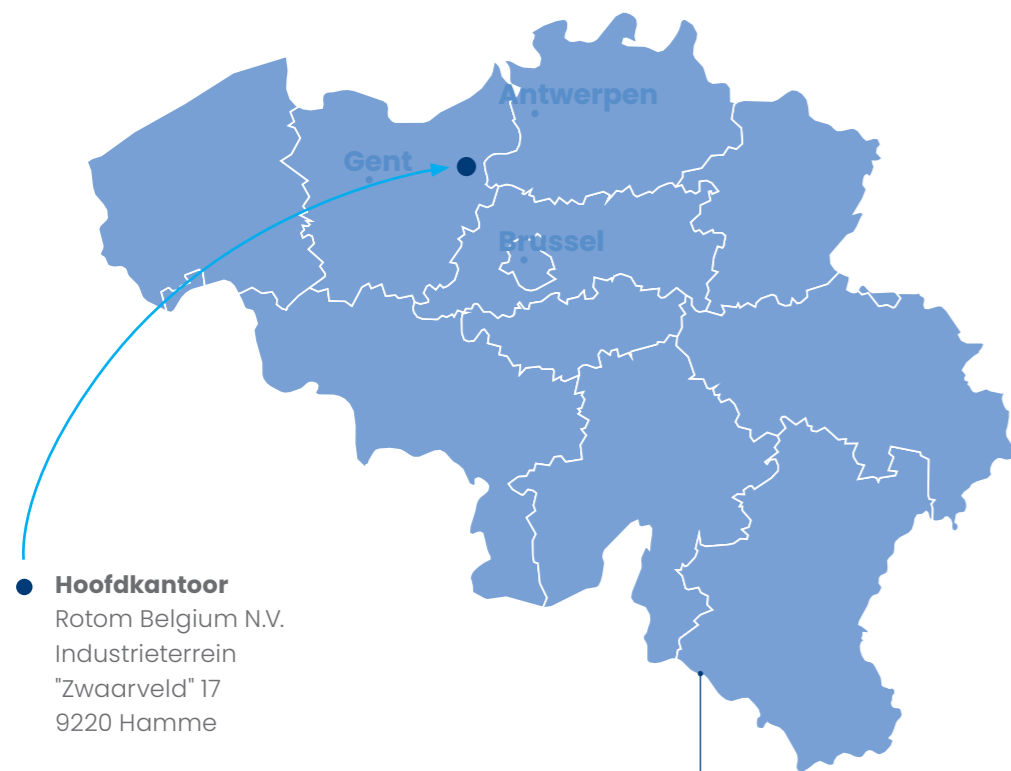 Antwerpen
Gent
Brussel
Hoofdkantoor
Rotom Belgium N.V.
Industrieterrein
"Zwaarveld" 17
9220 Hamme